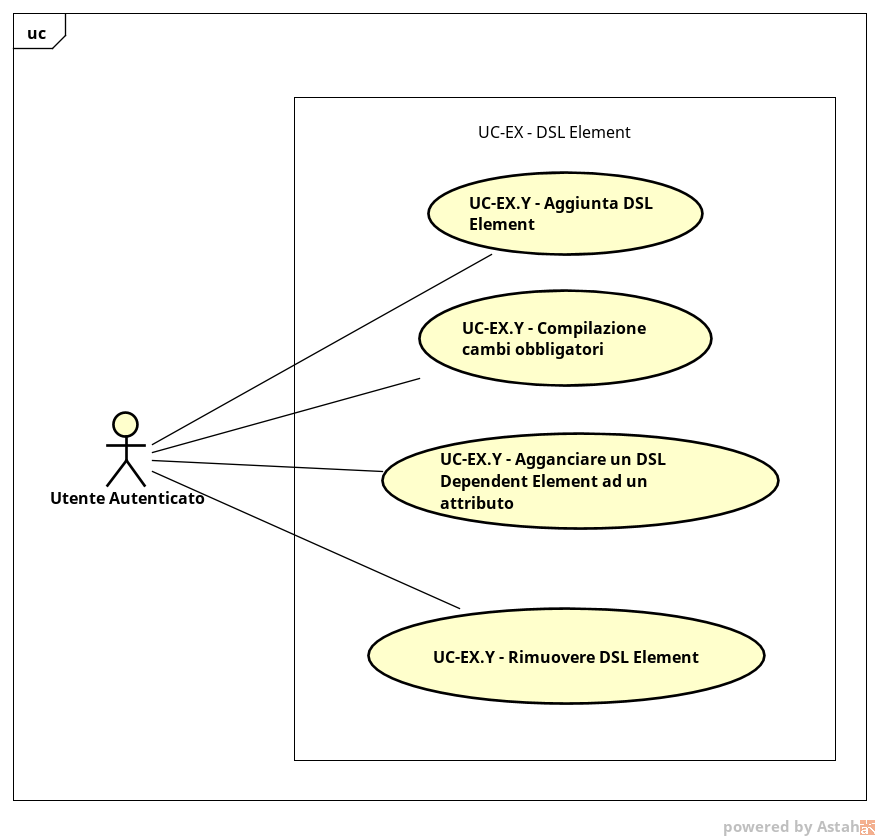 uc
UC-EX - DSL Element
UC-EX.Y - Aggiunta DSL
Element
UC-EX.Y - Compilazione
cambi obbligatori
UC-EX.Y - Agganciare un DSL
Dependent Element ad un
attributo
Utente Autenticato
UC-EX.Y - Rimuovere DSL Element
powered by Astah